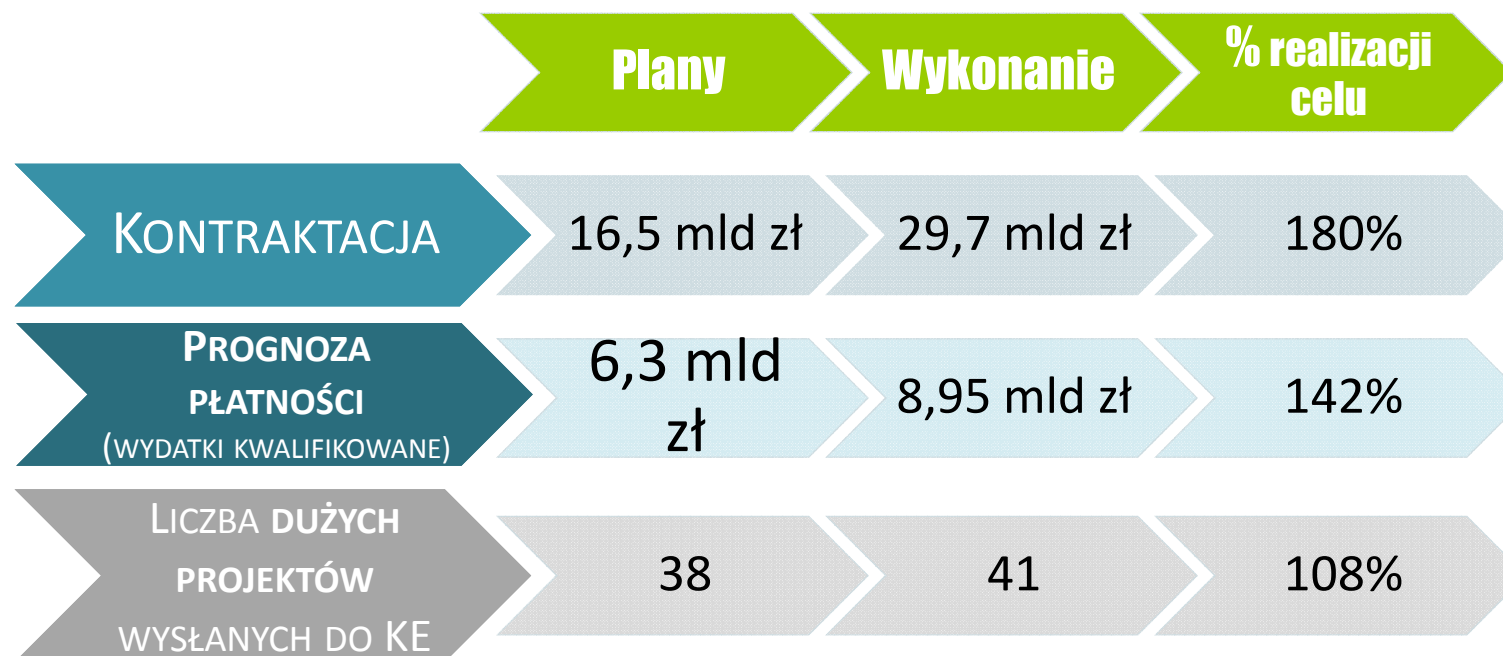 Plany
Wykonanie
% realizacji
celu
KONTRAKTACJA
16,5 mld zł
29,7 mld zł
180%
PROGNOZA
PŁATNOŚCI
(WYDATKI KWALIFIKOWANE)
6,3 mld
zł
8,95 mld zł
142%
LICZBA DUŻYCH
PROJEKTÓW
WYSŁANYCH DO KE
38
41
108%